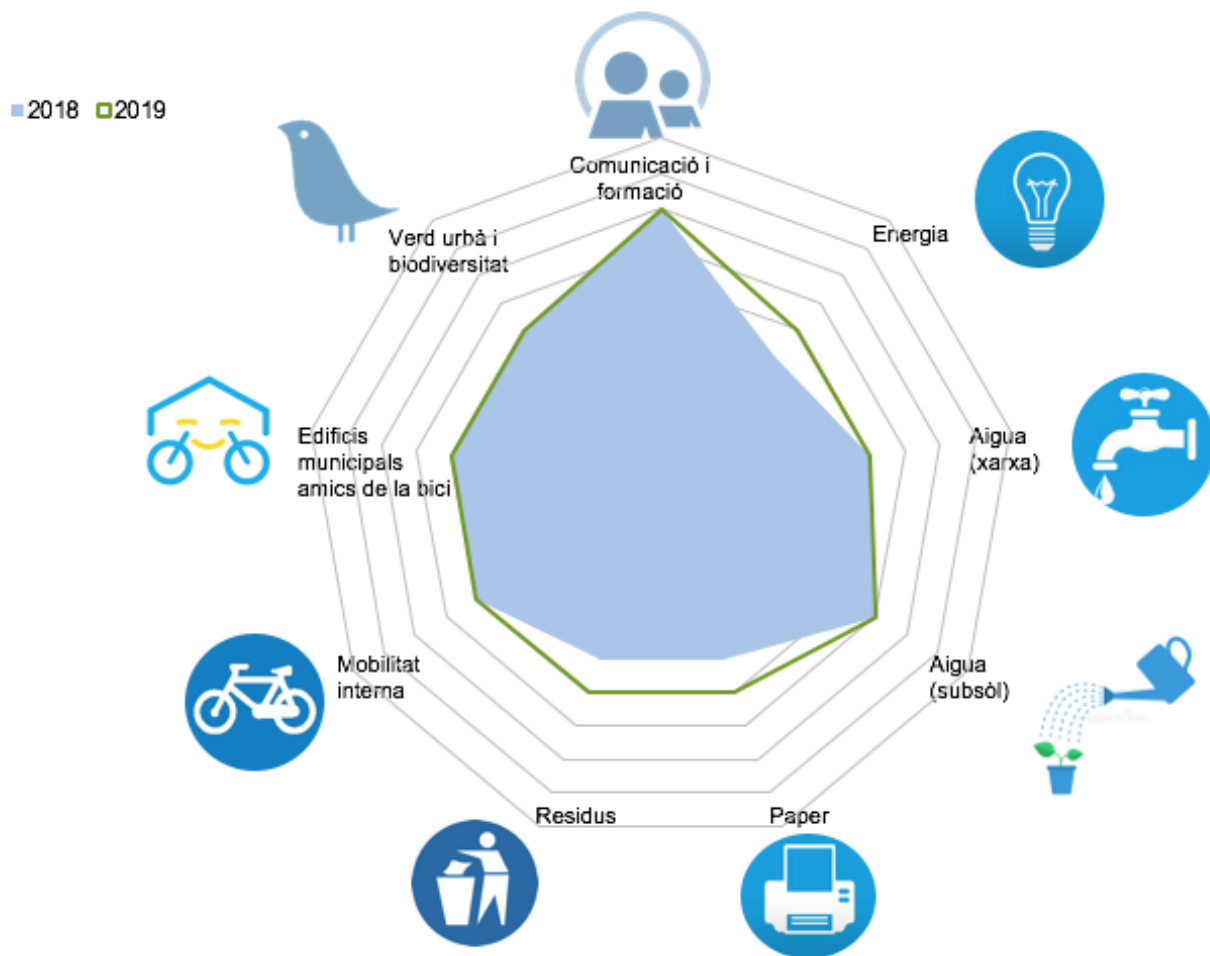 2018 2019
Comunicació i
formació
Energia
Verd urbà i
biodiversitat
Edificis
municipals
amics de la bici
Aigua
(xarxa)
Mobilitat
interna
Aigua
(subsòl)
Residus
Paper